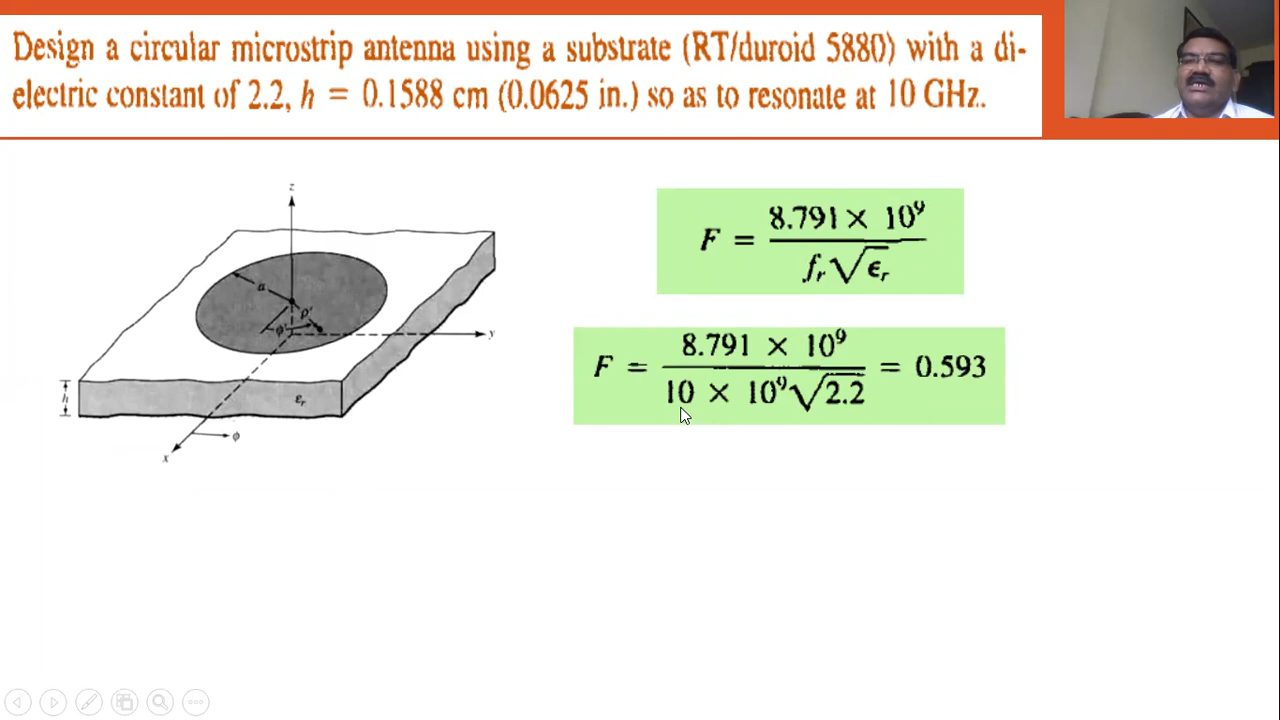 Design a circular microstrip antenna using a substrate (RT/duroid 5880) with a di-
electric constant of 2.2, h = 0.1588 cm (0.0625 in.) so as to resonate at 10 GHz.
z
a
ρ'
ϕ'
y
h
εr
ϕ
x
F = 8.791 × 10⁹ / fr√εr
F = 8.791 × 10⁹ / 10 × 10⁹√2.2 = 0.593